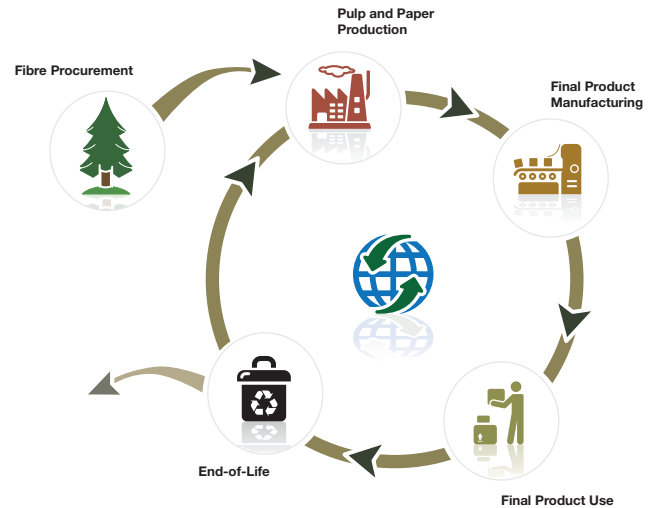 Pulp and Paper
Production
Fibre Procurement
Final Product
Manufacturing
End-of-Life
Final Product Use